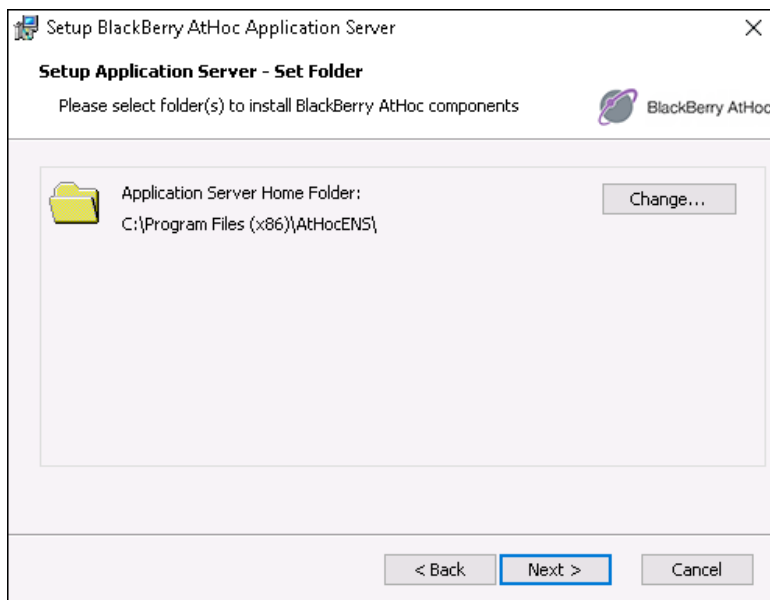 Setup BlackBerry AtHoc Application Server
Setup Application Server - Set Folder
Please select folder(s) to install BlackBerry AtHoc components
BlackBerry AtHoc
Application Server Home Folder:
Change...
C:\Program Files (x86)\AtHocENS\
< Back
Next >
Cancel